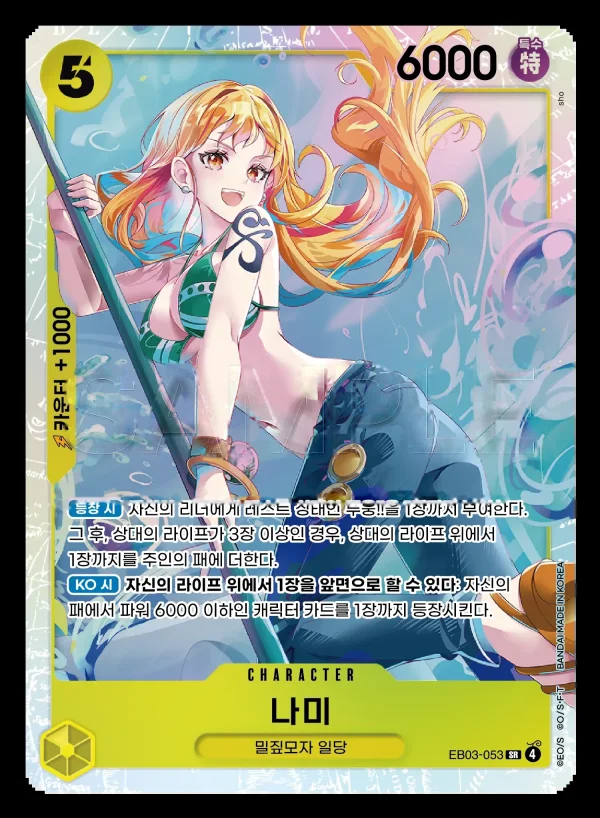 5
6000
특수
特
sho
카운터 +1000
SAMPLE
등장 시 자신의 리더에게 레스트 상태인 두웅!!을 1장까지 부여한다.
그 후, 상대의 라이프가 3장 이상인 경우, 상대의 라이프 위에서
1장까지를 주인의 패에 더한다.
KO 시 자신의 라이프 위에서 1장을 앞면으로 할 수 있다: 자신의
패에서 파워 6000 이하인 캐릭터 카드를 1장까지 등장시킨다.
CHARACTER
나미
밀짚모자 일당
EB03-053 SR 4
©EO/S ©O/S·F·T BANDAI MADE IN KOREA